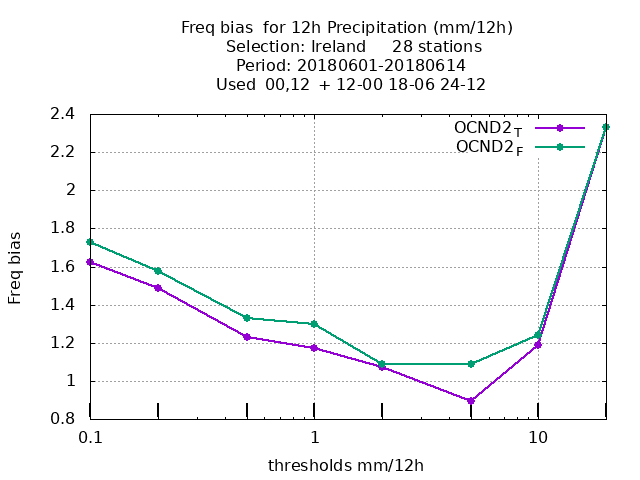 Freq bias  for 12h Precipitation (mm/12h)
Selection: Ireland     28 stations
Period: 20180601-20180614
Used  00,12  + 12-00 18-06 24-12
2.4
OCND2T
2.2
OCND2F
2
1.8
1.6
1.4
1.2
1
0.8
Freq bias
0.1
1
10
thresholds mm/12h